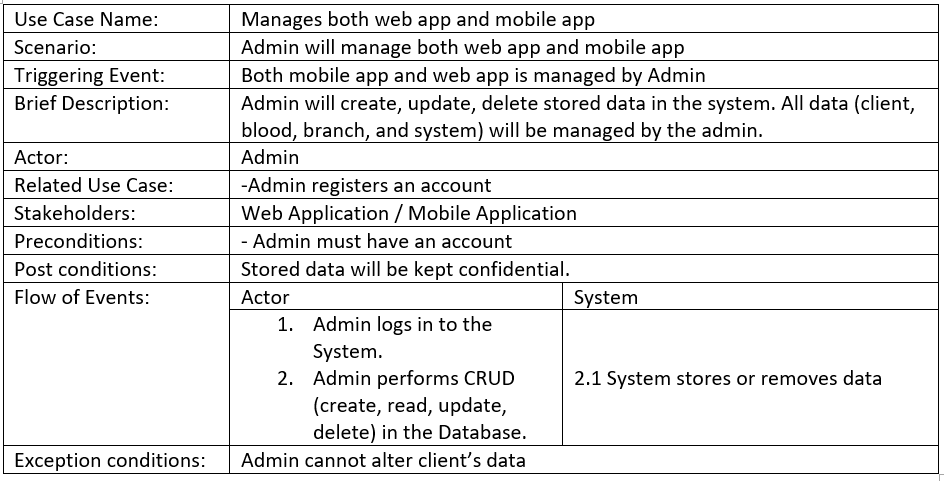 Use Case Name: Manages both web app and mobile app
Scenario: Admin will manage both web app and mobile app
Triggering Event: Both mobile app and web app is managed by Admin
Brief Description: Admin will create, update, delete stored data in the system. All data (client,
blood, branch, and system) will be managed by the admin.
Actor: Admin
Related Use Case: -Admin registers an account
Stakeholders: Web Application / Mobile Application
Preconditions: - Admin must have an account
Post conditions: Stored data will be kept confidential.
Flow of Events: Actor System
1. Admin logs in to the
System.
2. Admin performs CRUD 2.1 System stores or removes data
(create, read, update,
delete) in the Database.
Exception conditions: Admin cannot alter client’s data